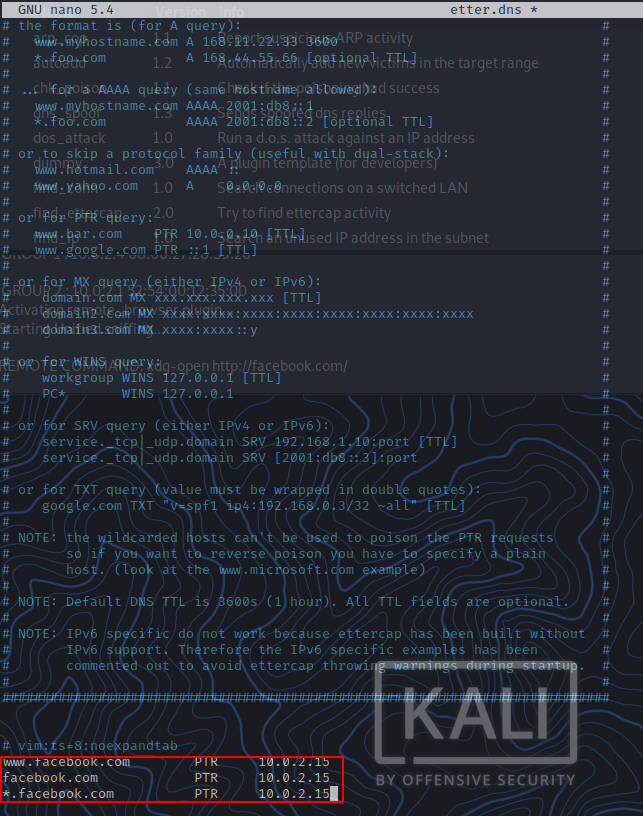 GNU nano 5.4 etter.dns *
Version Info
# the format is (for A query): #
# www.myhostname.com A 168.11.22.33 3600 #
1.1 Report suspicious ARP activity
# *.foo.com A 168.44.55.66 [optional TTL] #
autoadd 1.2 Automatically add new victims in the target range
# #
# ... for a AAAA query (same hostname allowed): #
chk_poison 1.1 Check if the poisoning had success
# www.myhostname.com AAAA 2001:db8::1 #
dns_spoof 1.3 Sends spoofed dns replies
# *.foo.com AAAA 2001:db8::2 [optional TTL] #
dos_attack 1.0 Run a d.o.s. attack against an IP address
# #
# or to skip a protocol family (useful with dual-stack): #
dummy 3.0 A plugin template (for developers)
# www.hotmail.com AAAA :: #
# www.yahoo.com A 0.0.0.0 #
1.0 Search connections on a switched LAN
# #
find_ettercap 2.0 Try to find ettercap activity
# or for PTR query: #
# www.bar.com PTR 10.0.0.10 [TTL] #
find_ip 1.0 Search an unused IP address in the subnet
# www.google.com PTR ::1 [TTL] #
# #
# or for MX query (either IPv4 or IPv6): #
GROUP 2 : 10.0.2.1 52:54:00:12:35:00
# domain.com MX xxx.xxx.xxx.xxx [TTL] #
Activating remote_browser plugin...
# domain2.com MX xxxx:xxxx:xxxx:xxxx:xxxx:xxxx:xxxx:xxxx #
Starting Unified sniffing...
# domain3.com MX xxxx:xxxx::y #
# #
# or for WINS query: #
REMOTE COMMAND: xdg-open http://facebook.com/
# workgroup WINS 127.0.0.1 [TTL] #
# PC* WINS 127.0.0.1 #
# #
# or for SRV query (either IPv4 or IPv6): #
# service._tcp|_udp.domain SRV 192.168.1.10:port [TTL] #
# service._tcp|_udp.domain SRV [2001:db8::3]:port #
# #
# or for TXT query (value must be wrapped in double quotes): #
# google.com TXT "v=spf1 ip4:192.168.0.3/32 ~all" [TTL] #
# #
# NOTE: the wildcarded hosts can't be used to poison the PTR requests #
# so if you want to reverse poison you have to specify a plain #
# host. (look at the www.microsoft.com example) #
# #
# NOTE: Default DNS TTL is 3600s (1 hour). All TTL fields are optional. #
# #
# NOTE: IPv6 specific do not work because ettercap has been built without #
# IPv6 support. Therefore the IPv6 specific examples has been #
# commented out to avoid ettercap throwing warnings during startup. #
# #
############################################################################
KALI
BY OFFENSIVE SECURITY
# vim:ts=8:noexpandtab
www.facebook.com PTR 10.0.2.15
facebook.com PTR 10.0.2.15
*.facebook.com PTR 10.0.2.15